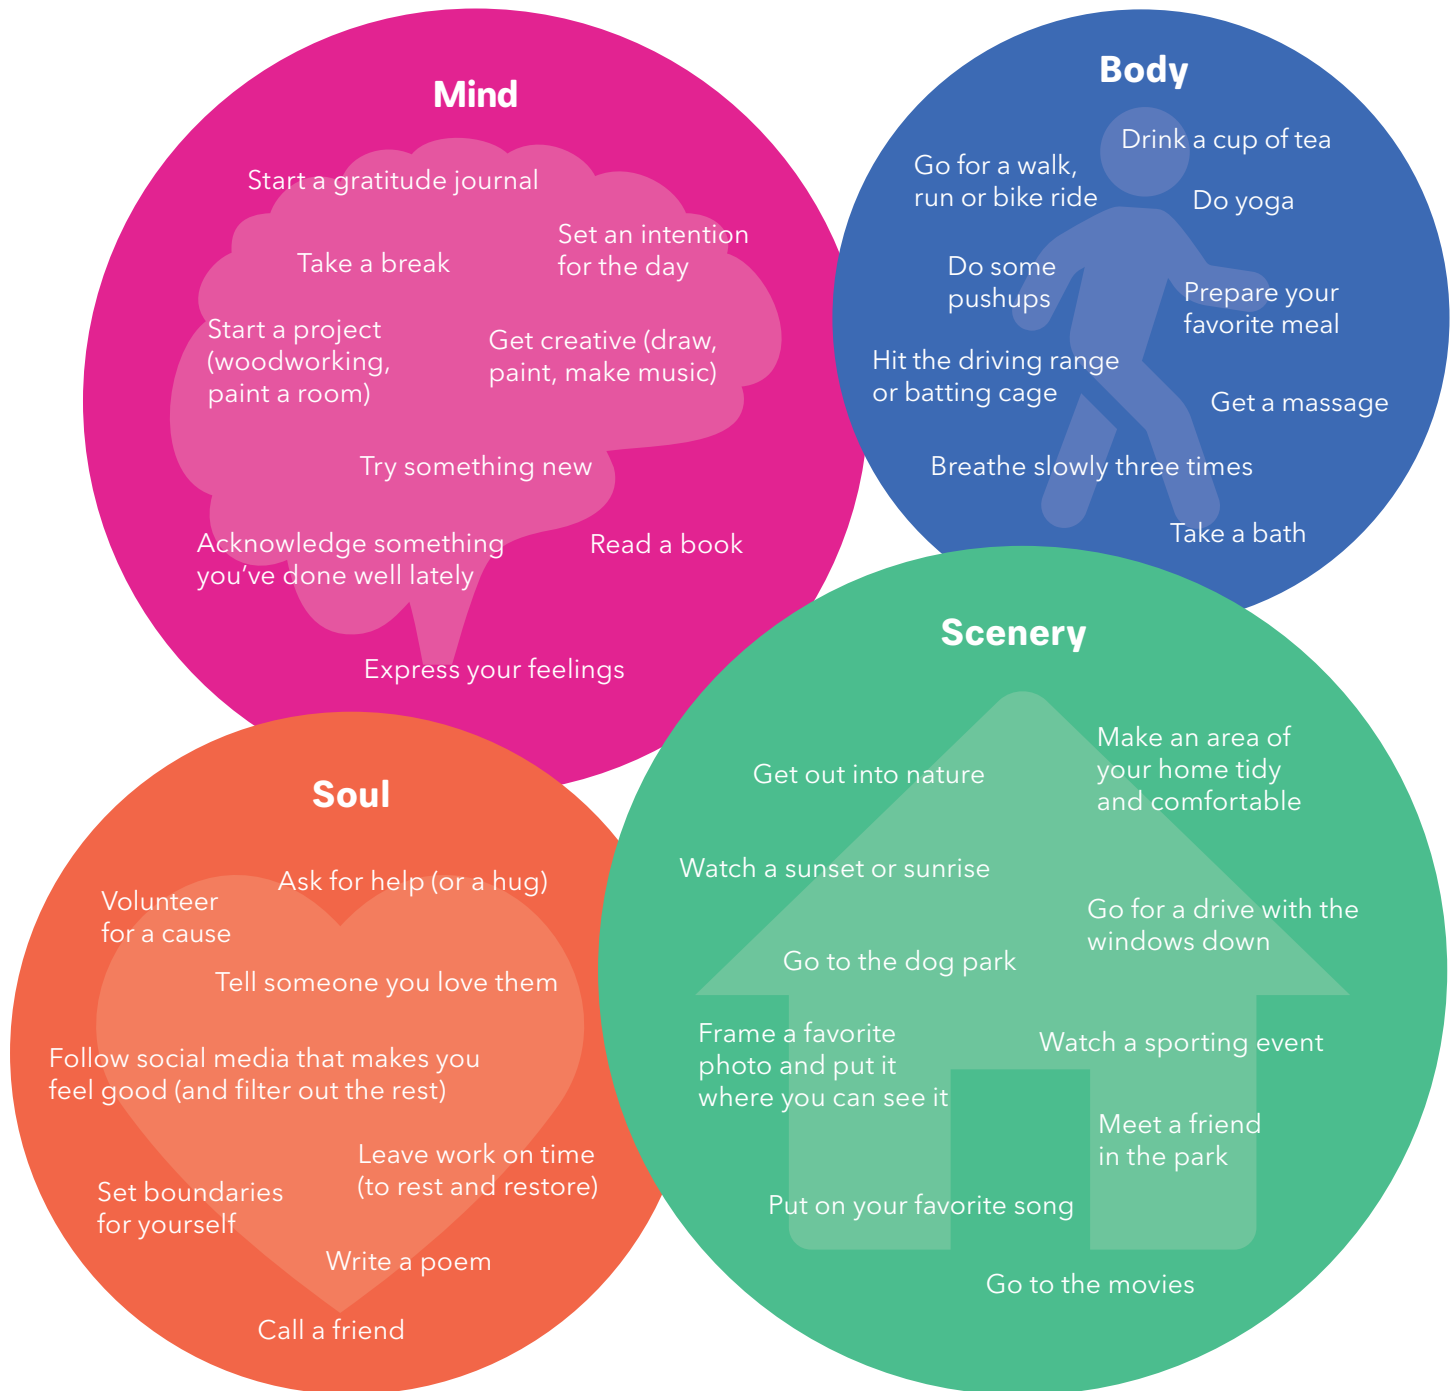 Mind
Start a gratitude journal
Set an intention
for the day
Take a break
Start a project
(woodworking,
paint a room)
Get creative (draw,
paint, make music)
Try something new
Acknowledge something
you’ve done well lately
Read a book
Express your feelings
Body
Drink a cup of tea
Go for a walk,
run or bike ride
Do yoga
Do some
pushups
Prepare your
favorite meal
Hit the driving range
or batting cage
Get a massage
Breathe slowly three times
Take a bath
Soul
Ask for help (or a hug)
Volunteer
for a cause
Tell someone you love them
Follow social media that makes you
feel good (and filter out the rest)
Leave work on time
(to rest and restore)
Set boundaries
for yourself
Write a poem
Call a friend
Scenery
Make an area of
your home tidy
and comfortable
Get out into nature
Watch a sunset or sunrise
Go for a drive with the
windows down
Go to the dog park
Frame a favorite
photo and put it
where you can see it
Watch a sporting event
Meet a friend
in the park
Put on your favorite song
Go to the movies